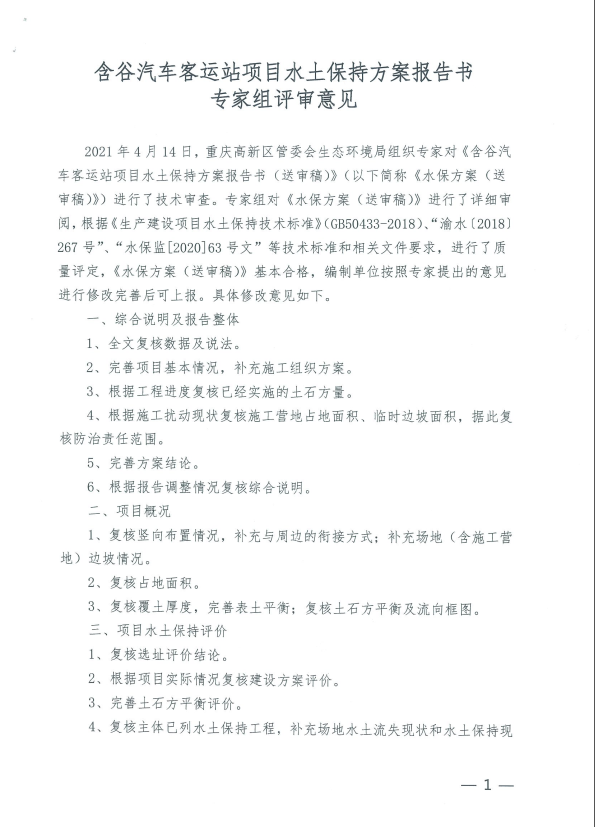 含谷汽车客运站项目水土保持方案报告书
专家组评审意见
2021年4月14日，重庆高新区管委会生态环境局组织专家对《含谷汽
车客运站项目水土保持方案报告书（送审稿）》（以下简称《水保方案（送
审稿）》）进行了技术审查。专家组对《水保方案（送审稿）》进行了详细审
阅，根据《生产建设项目水土保持技术标准》（GB50433-2018）、“渝水〔2018〕
267号”、“水保监[2020]63号文”等技术标准和相关文件要求，进行了质
量评定，《水保方案（送审稿）》基本合格，编制单位按照专家提出的意见
进行修改完善后可上报。具体修改意见如下。
一、综合说明及报告整体
1、全文复核数据及说法。
2、完善项目基本情况，补充施工组织方案。
3、根据工程进度复核已经实施的土石方量。
4、根据施工扰动现状复核施工营地占地面积、临时边坡面积，据此复
核防治责任范围。
5、完善方案结论。
6、根据报告调整情况复核综合说明。
二、项目概况
1、复核竖向布置情况，补充与周边的衔接方式；补充场地（含施工营
地）边坡情况。
2、复核占地面积。
3、复核覆土厚度，完善表土平衡；复核土石方平衡及流向框图。
三、项目水土保持评价
1、复核选址评价结论。
2、根据项目实际情况复核建设方案评价。
3、完善土石方平衡评价。
4、复核主体已列水土保持工程，补充场地水土流失现状和水土保持现
— 1 —